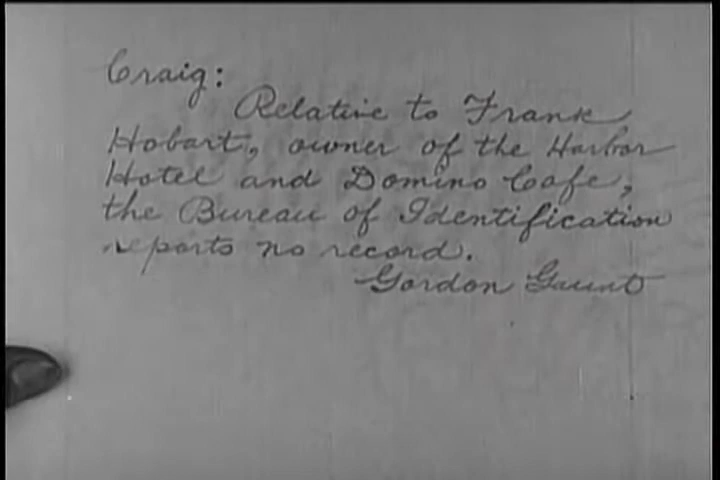 Craig:
Relative to Frank
Hobart, owner of the Harbor
Hotel and Domino Cafe,
the Bureau of Identification
reports no record.
Gordon Gaunt